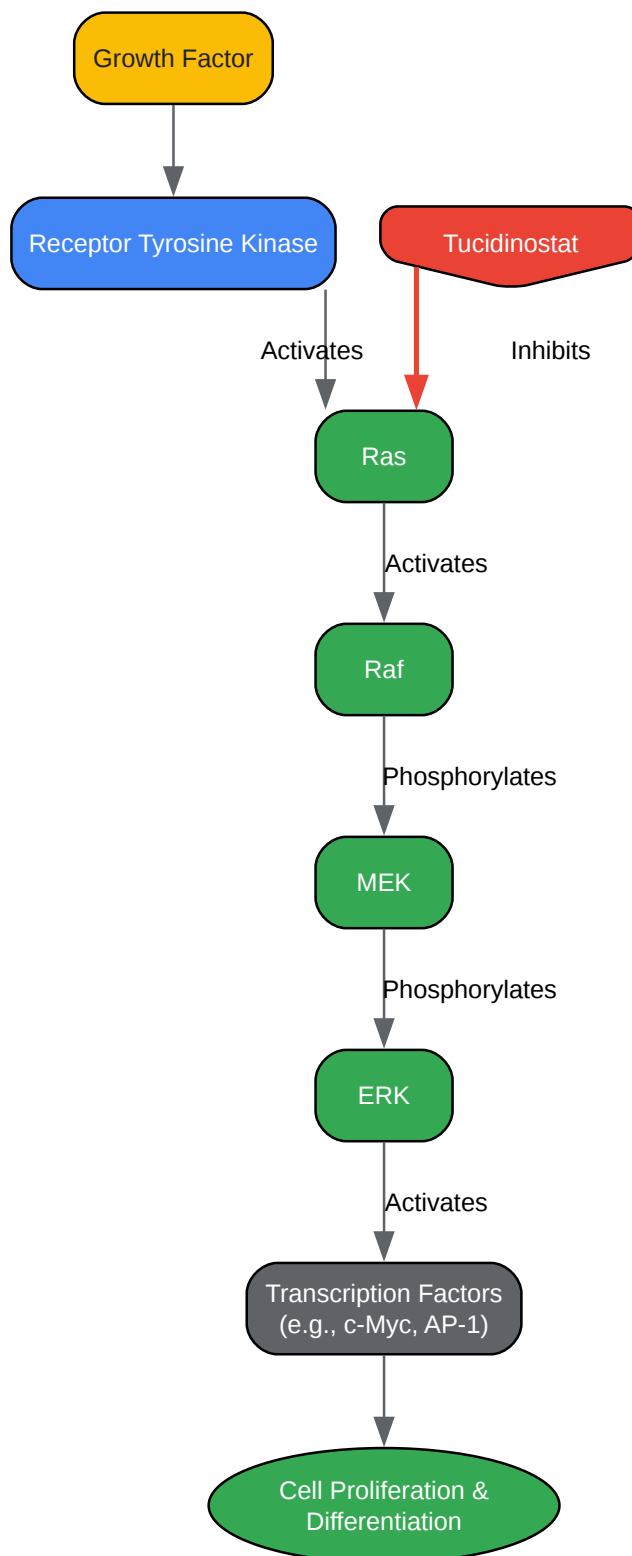 Growth Factor
Receptor Tyrosine Kinase
Tucidinostat
Activates
Inhibits
Ras
Activates
Raf
Phosphorylates
MEK
Phosphorylates
ERK
Activates
Transcription Factors
(e.g., c-Myc, AP-1)
Cell Proliferation &
Differentiation